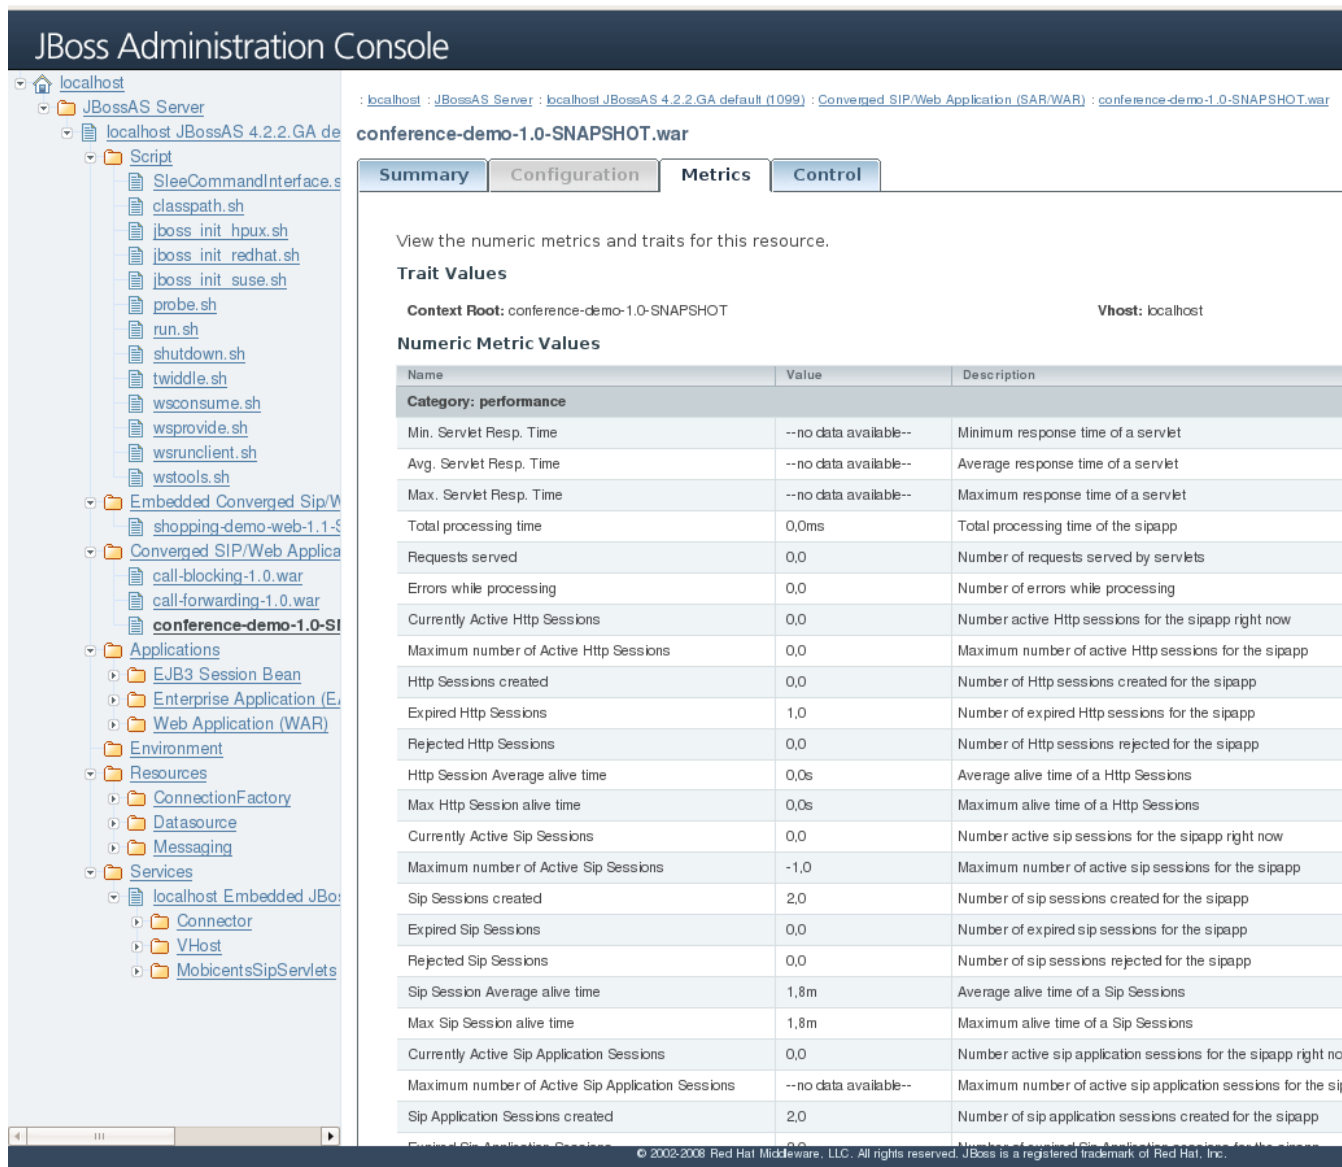 JBoss Administration Console
localhost
JBossAS Server
localhost JBossAS 4.2.2.GA de
Script
SleeCommandInterface.s
classpath.sh
jboss_init_hpux.sh
jboss_init_redhat.sh
jboss_init_suse.sh
probe.sh
run.sh
shutdown.sh
twiddle.sh
wsconsume.sh
wsprovide.sh
wsrunclient.sh
wstools.sh
Embedded Converged Sip/W
shopping-demo-web-1.1-S
Converged SIP/Web Applica
call-blocking-1.0.war
call-forwarding-1.0.war
conference-demo-1.0-SI
Applications
EJB3 Session Bean
Enterprise Application (EA
Web Application (WAR)
Environment
Resources
ConnectionFactory
Datasource
Messaging
Services
localhost Embedded JBos
Connector
VHost
MobicentsSipServlets
: localhost : JBossAS Server : localhost JBossAS 4.2.2.GA default (1099) : Converged SIP/Web Application (SAR/WAR) : conference-demo-1.0-SNAPSHOT.war
conference-demo-1.0-SNAPSHOT.war
Summary Configuration Metrics Control
View the numeric metrics and traits for this resource.
Trait Values
Context Root: conference-demo-1.0-SNAPSHOT Vhost: localhost
Numeric Metric Values
Name Value Description
Category: performance
Min. Servlet Resp. Time --no data available-- Minimum response time of a servlet
Avg. Servlet Resp. Time --no data available-- Average response time of a servlet
Max. Servlet Resp. Time --no data available-- Maximum response time of a servlet
Total processing time 0,0ms Total processing time of the sipapp
Requests served 0,0 Number of requests served by servlets
Errors while processing 0,0 Number of errors while processing
Currently Active Http Sessions 0,0 Number active Http sessions for the sipapp right now
Maximum number of Active Http Sessions 0,0 Maximum number of active Http sessions for the sipapp
Http Sessions created 0,0 Number of Http sessions created for the sipapp
Expired Http Sessions 1,0 Number of expired Http sessions for the sipapp
Rejected Http Sessions 0,0 Number of Http sessions rejected for the sipapp
Http Session Average alive time 0,0s Average alive time of a Http Sessions
Max Http Session alive time 0,0s Maximum alive time of a Http Sessions
Currently Active Sip Sessions 0,0 Number active sip sessions for the sipapp right now
Maximum number of Active Sip Sessions -1,0 Maximum number of active sip sessions for the sipapp
Sip Sessions created 2,0 Number of sip sessions created for the sipapp
Expired Sip Sessions 0,0 Number of expired sip sessions for the sipapp
Rejected Sip Sessions 0,0 Number of sip sessions rejected for the sipapp
Sip Session Average alive time 1,8m Average alive time of a Sip Sessions
Max Sip Session alive time 1,8m Maximum alive time of a Sip Sessions
Currently Active Sip Application Sessions 0,0 Number active sip application sessions for the sipapp right no
Maximum number of Active Sip Application Sessions --no data available-- Maximum number of active sip application sessions for the sip
Sip Application Sessions created 2,0 Number of sip application sessions created for the sipapp
© 2002-2008 Red Hat Middleware, LLC. All rights reserved. JBoss is a registered trademark of Red Hat, Inc.